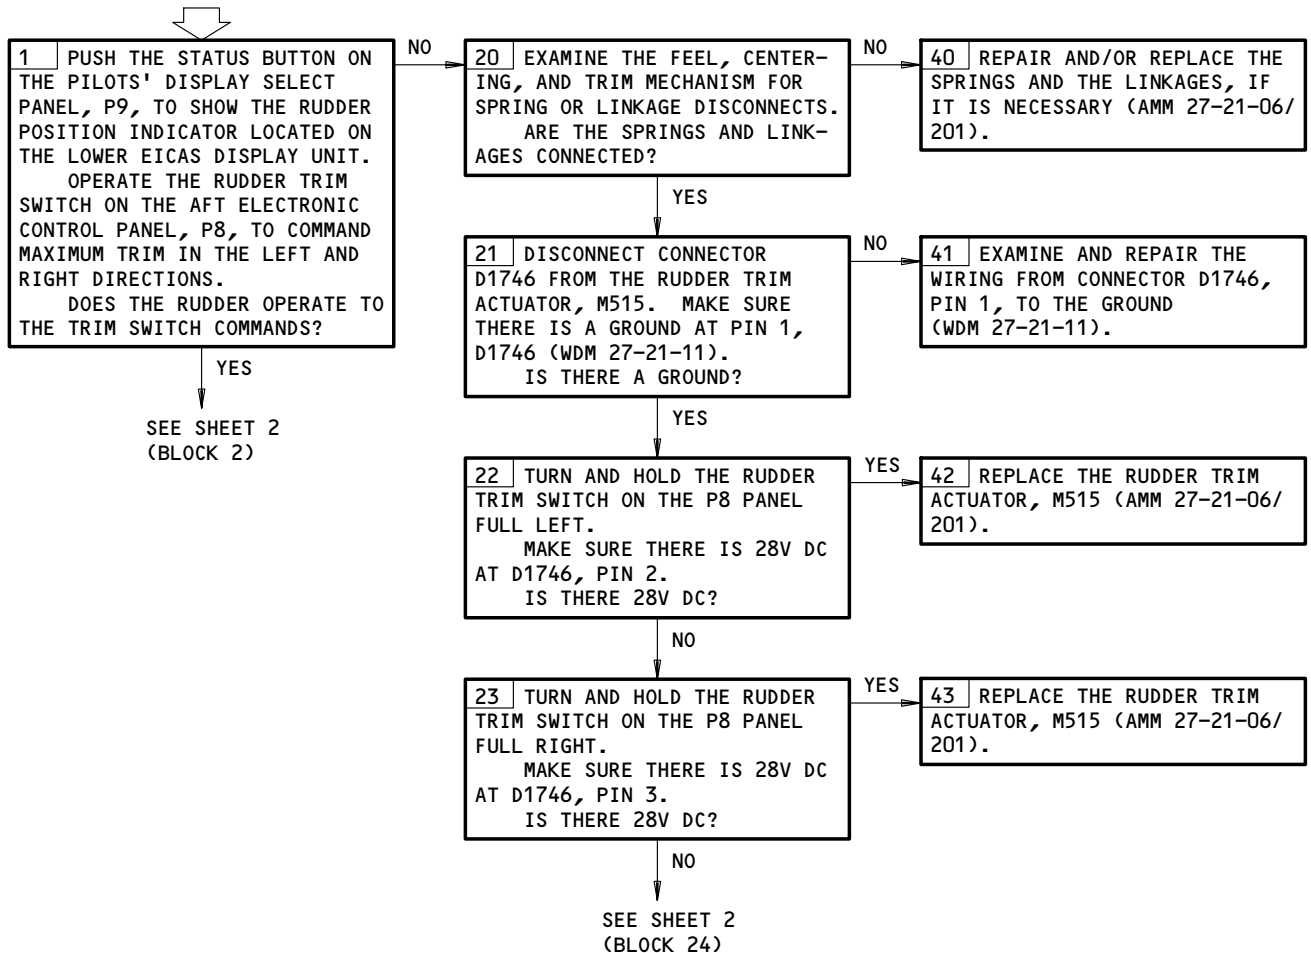 1 PUSH THE STATUS BUTTON ON
THE PILOTS' DISPLAY SELECT
PANEL, P9, TO SHOW THE RUDDER
POSITION INDICATOR LOCATED ON
THE LOWER EICAS DISPLAY UNIT.
OPERATE THE RUDDER TRIM
SWITCH ON THE AFT ELECTRONIC
CONTROL PANEL, P8, TO COMMAND
MAXIMUM TRIM IN THE LEFT AND
RIGHT DIRECTIONS.
DOES THE RUDDER OPERATE TO
THE TRIM SWITCH COMMANDS?
NO
YES
SEE SHEET 2
(BLOCK 2)
20 EXAMINE THE FEEL, CENTER-
ING, AND TRIM MECHANISM FOR
SPRING OR LINKAGE DISCONNECTS.
ARE THE SPRINGS AND LINK-
AGES CONNECTED?
NO
YES
40 REPAIR AND/OR REPLACE THE
SPRINGS AND THE LINKAGES, IF
IT IS NECESSARY (AMM 27-21-06/
201).
21 DISCONNECT CONNECTOR
D1746 FROM THE RUDDER TRIM
ACTUATOR, M515. MAKE SURE
THERE IS A GROUND AT PIN 1,
D1746 (WDM 27-21-11).
IS THERE A GROUND?
NO
YES
41 EXAMINE AND REPAIR THE
WIRING FROM CONNECTOR D1746,
PIN 1, TO THE GROUND
(WDM 27-21-11).
22 TURN AND HOLD THE RUDDER
TRIM SWITCH ON THE P8 PANEL
FULL LEFT.
MAKE SURE THERE IS 28V DC
AT D1746, PIN 2.
IS THERE 28V DC?
YES
NO
42 REPLACE THE RUDDER TRIM
ACTUATOR, M515 (AMM 27-21-06/
201).
23 TURN AND HOLD THE RUDDER
TRIM SWITCH ON THE P8 PANEL
FULL RIGHT.
MAKE SURE THERE IS 28V DC
AT D1746, PIN 3.
IS THERE 28V DC?
YES
NO
43 REPLACE THE RUDDER TRIM
ACTUATOR, M515 (AMM 27-21-06/
201).
SEE SHEET 2
(BLOCK 24)